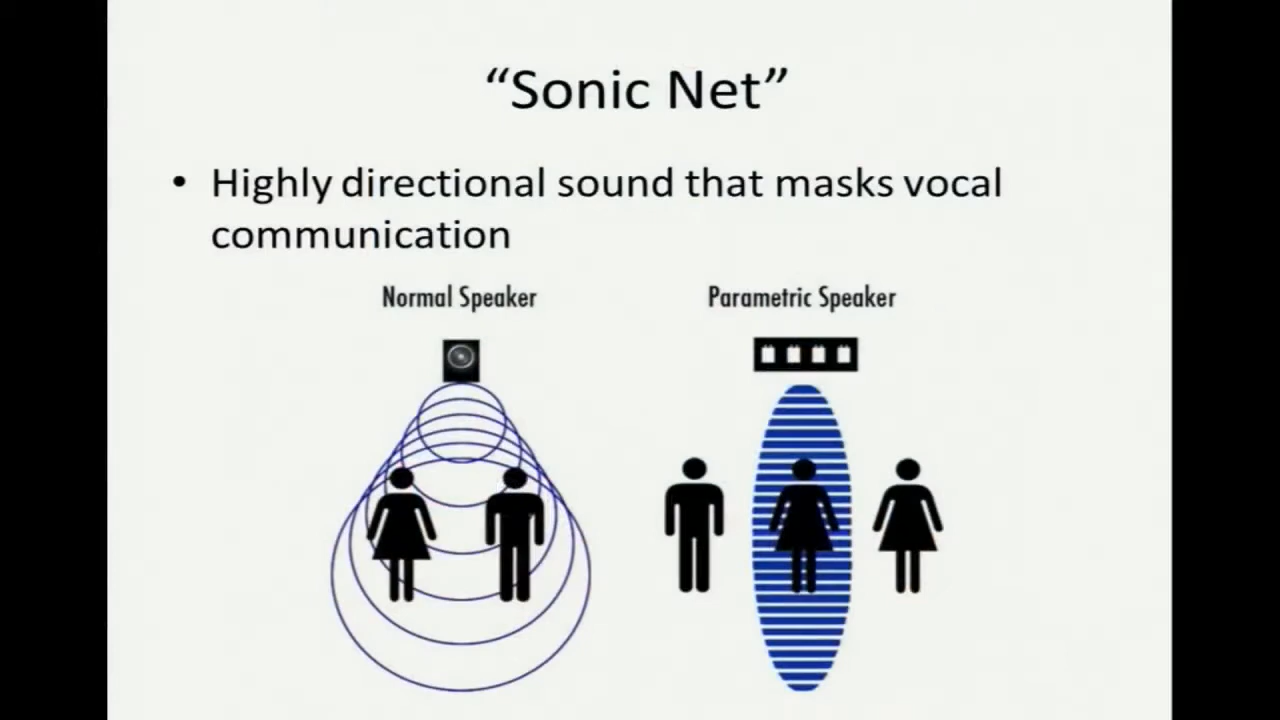 “Sonic Net”
• Highly directional sound that masks vocal
communication
Normal Speaker
Parametric Speaker